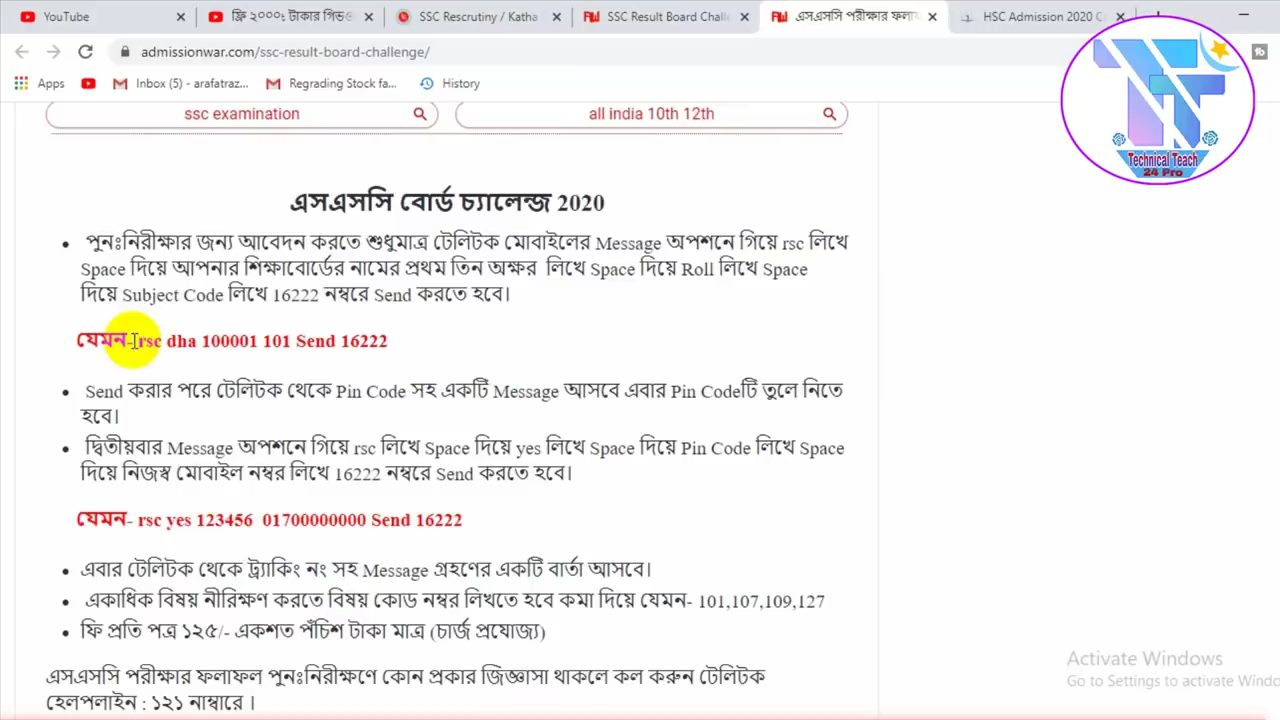 YouTube
ফ্রি ২০০০৳ টাকার গিভ
SSC Rescrutiny / Katha
SSC Result Board Challe
এসএসসি পরীক্ষার ফলা
HSC Admission 2020 C
admissionwar.com/ssc-result-board-challenge/
Apps
Inbox (5) - arafatraz...
Regrading Stock fa...
History
ssc examination
all india 10th 12th
Technical Teach
24 Pro
এসএসসি বোর্ড চ্যালেন্জ 2020
পুনঃনিরীক্ষার জন্য আবেদন করতে শুধুমাত্র টেলিটক মোবাইলের Message অপশনে গিয়ে rsc লিখে
Space দিয়ে আপনার শিক্ষাবোর্ডের নামের প্রথম তিন অক্ষর লিখে Space দিয়ে Roll লিখে Space
দিয়ে Subject Code লিখে 16222 নম্বরে Send করতে হবে।
যেমন- rsc dha 100001 101 Send 16222
Send করার পরে টেলিটক থেকে Pin Code সহ একটি Message আসবে এবার Pin Codeটি তুলে নিতে
হবে।
দ্বিতীয়বার Message অপশনে গিয়ে rsc লিখে Space দিয়ে yes লিখে Space দিয়ে Pin Code লিখে Space
দিয়ে নিজস্ব মোবাইল নম্বর লিখে 16222 নম্বরে Send করতে হবে।
যেমন- rsc yes 123456 01700000000 Send 16222
এবার টেলিটক থেকে ট্র্যাকিং নং সহ Message গ্রহণের একটি বার্তা আসবে।
একাধিক বিষয় নীরিক্ষণ করতে বিষয় কোড নম্বর লিখতে হবে কমা দিয়ে যেমন- 101,107,109,127
ফি প্রতি পত্র ১২৫/- একশত পঁচিশ টাকা মাত্র (চার্জ প্রযোজ্য)
এসএসসি পরীক্ষার ফলাফল পুনঃনিরীক্ষণে কোন প্রকার জিজ্ঞাসা থাকলে কল করুন টেলিটক
হেলপলাইন : ১২১ নাম্বারে ।
Activate Windows
Go to Settings to activate Windo